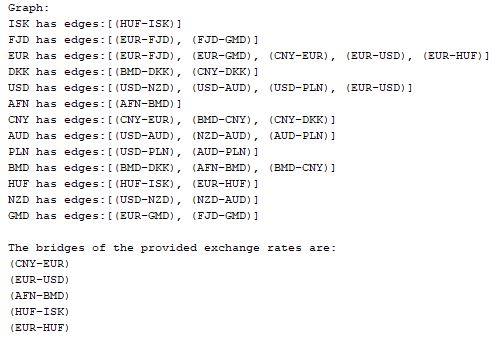 Graph:
ISK has edges:[(HUF-ISK)]
FJD has edges:[(EUR-FJD), (FJD-GMD)]
EUR has edges:[(EUR-FJD), (EUR-GMD), (CNY-EUR), (EUR-USD), (EUR-HUF)]
DKK has edges:[(BMD-DKK), (CNY-DKK)]
USD has edges:[(USD-NZD), (USD-AUD), (USD-PLN), (EUR-USD)]
AFN has edges:[(AFN-BMD)]
CNY has edges:[(CNY-EUR), (BMD-CNY), (CNY-DKK)]
AUD has edges:[(USD-AUD), (NZD-AUD), (AUD-PLN)]
PLN has edges:[(USD-PLN), (AUD-PLN)]
BMD has edges:[(BMD-DKK), (AFN-BMD), (BMD-CNY)]
HUF has edges:[(HUF-ISK), (EUR-HUF)]
NZD has edges:[(USD-NZD), (NZD-AUD)]
GMD has edges:[(EUR-GMD), (FJD-GMD)]
The bridges of the provided exchange rates are:
(CNY-EUR)
(EUR-USD)
(AFN-BMD)
(HUF-ISK)
(EUR-HUF)